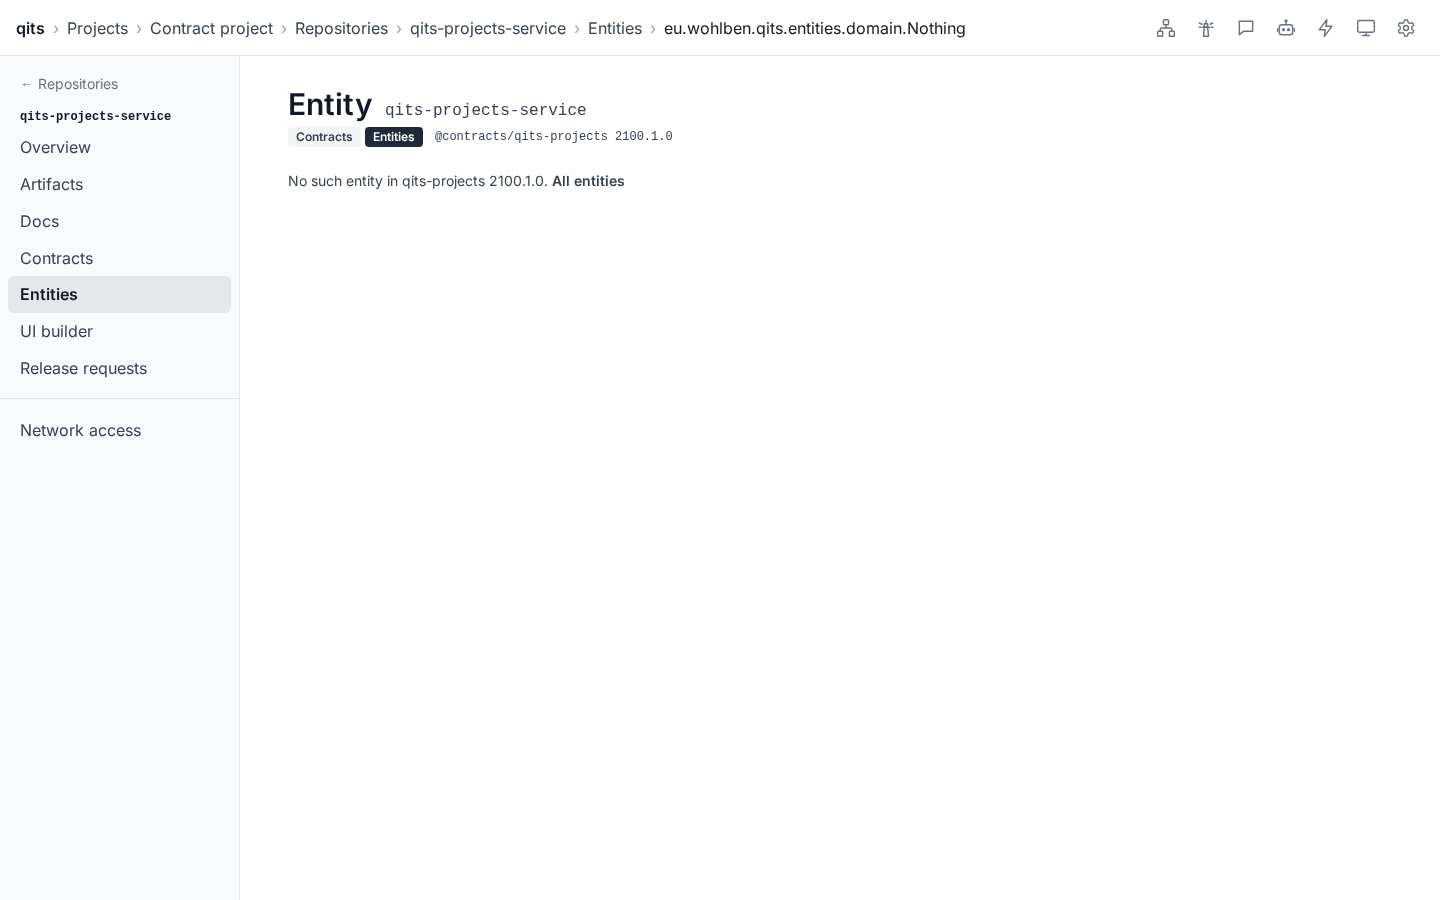 qits › Projects › Contract project › Repositories › qits-projects-service › Entities › eu.wohlben.qits.entities.domain.Nothing
← Repositories
qits-projects-service
Overview
Artifacts
Docs
Contracts
Entities
UI builder
Release requests
Network access
Entity qits-projects-service
Contracts Entities @contracts/qits-projects 2100.1.0
No such entity in qits-projects 2100.1.0. All entities